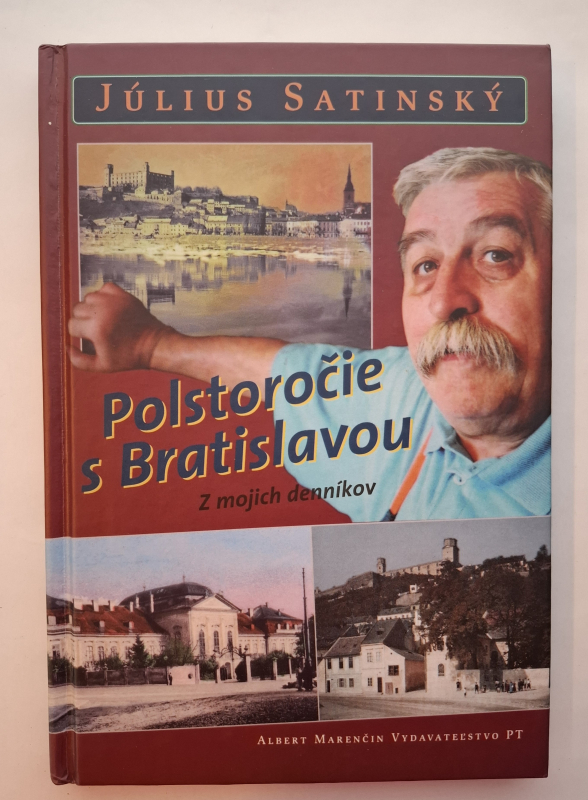 JÚLIUS SATINSKÝ
Polstoročie
s Bratislavou
Z mojich denníkov
ALBERT MARENČIN VYDAVATEĽSTVO PT